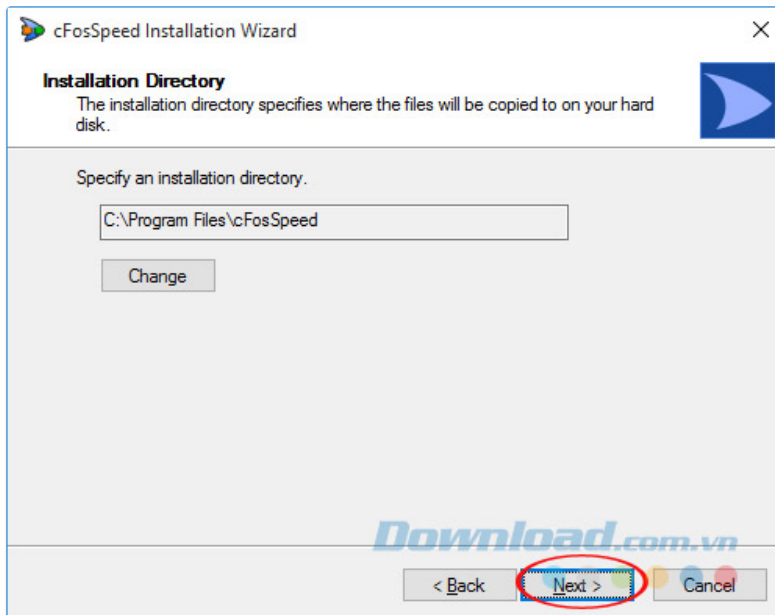 cFosSpeed Installation Wizard
Installation Directory
The installation directory specifies where the files will be copied to on your hard
disk.
Specify an installation directory.
C:\Program Files\cFosSpeed
Change
Download.com.vn
< Back Next > Cancel